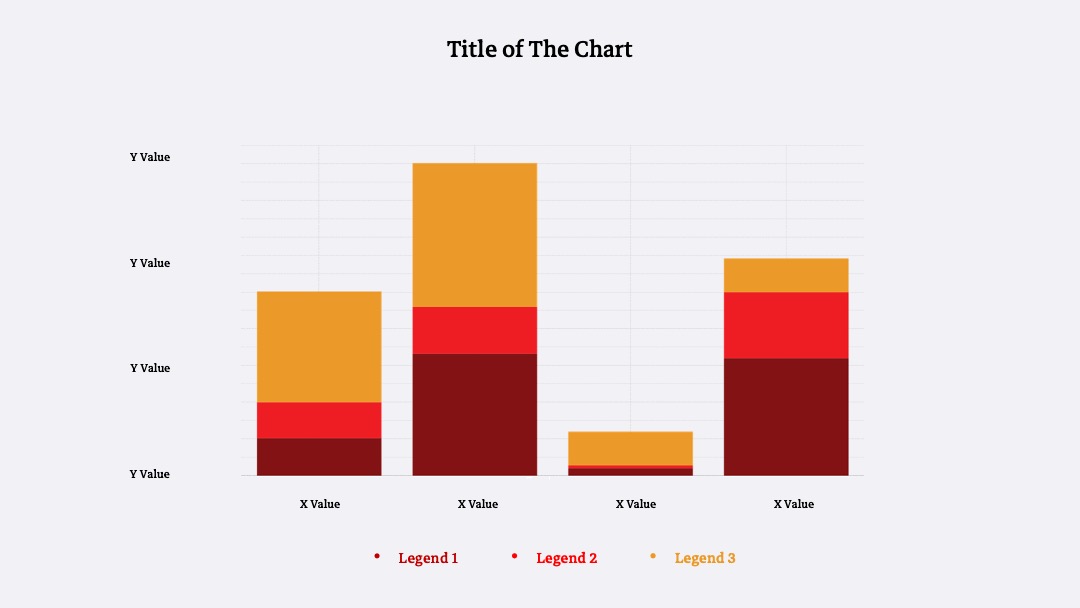 Title of The Chart
Y Value
Y Value
Y Value
Y Value
X Value X Value X Value X Value
Legend 1 Legend 2 Legend 3